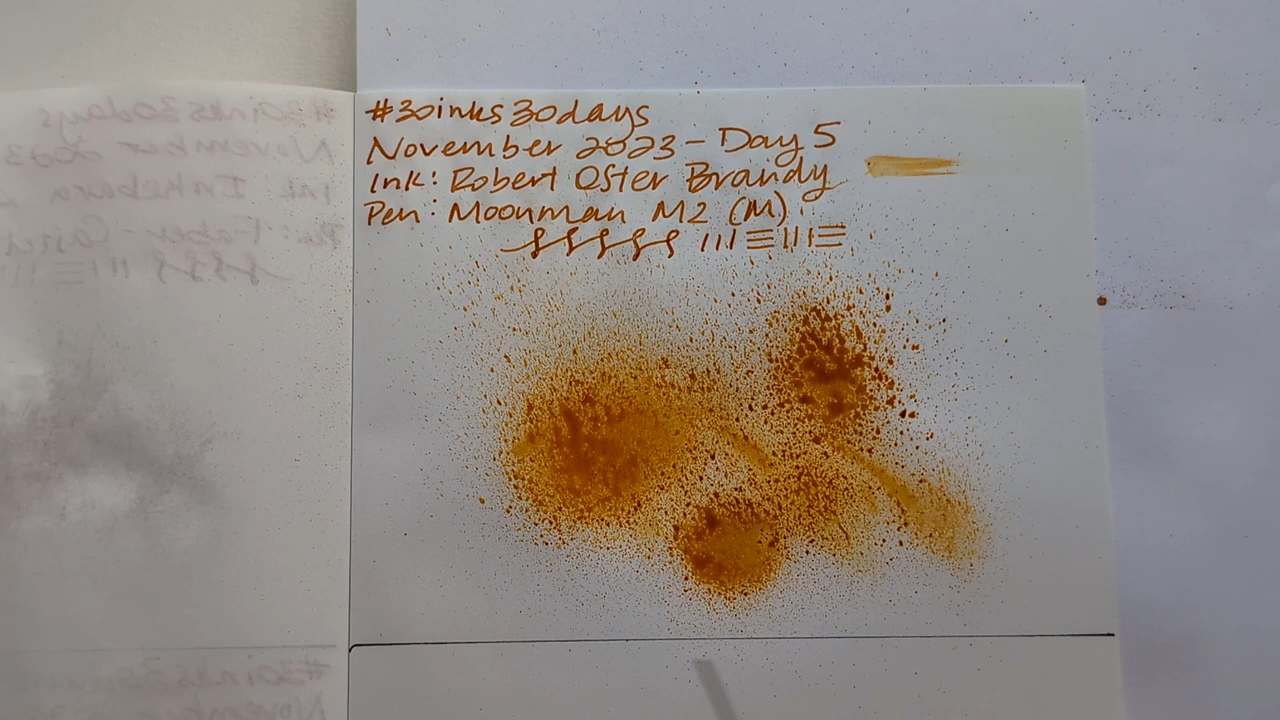 #30inks30days
November 2023 - Day 5
Ink: Robert Oster Brandy
Pen: Moonman M2 (M)